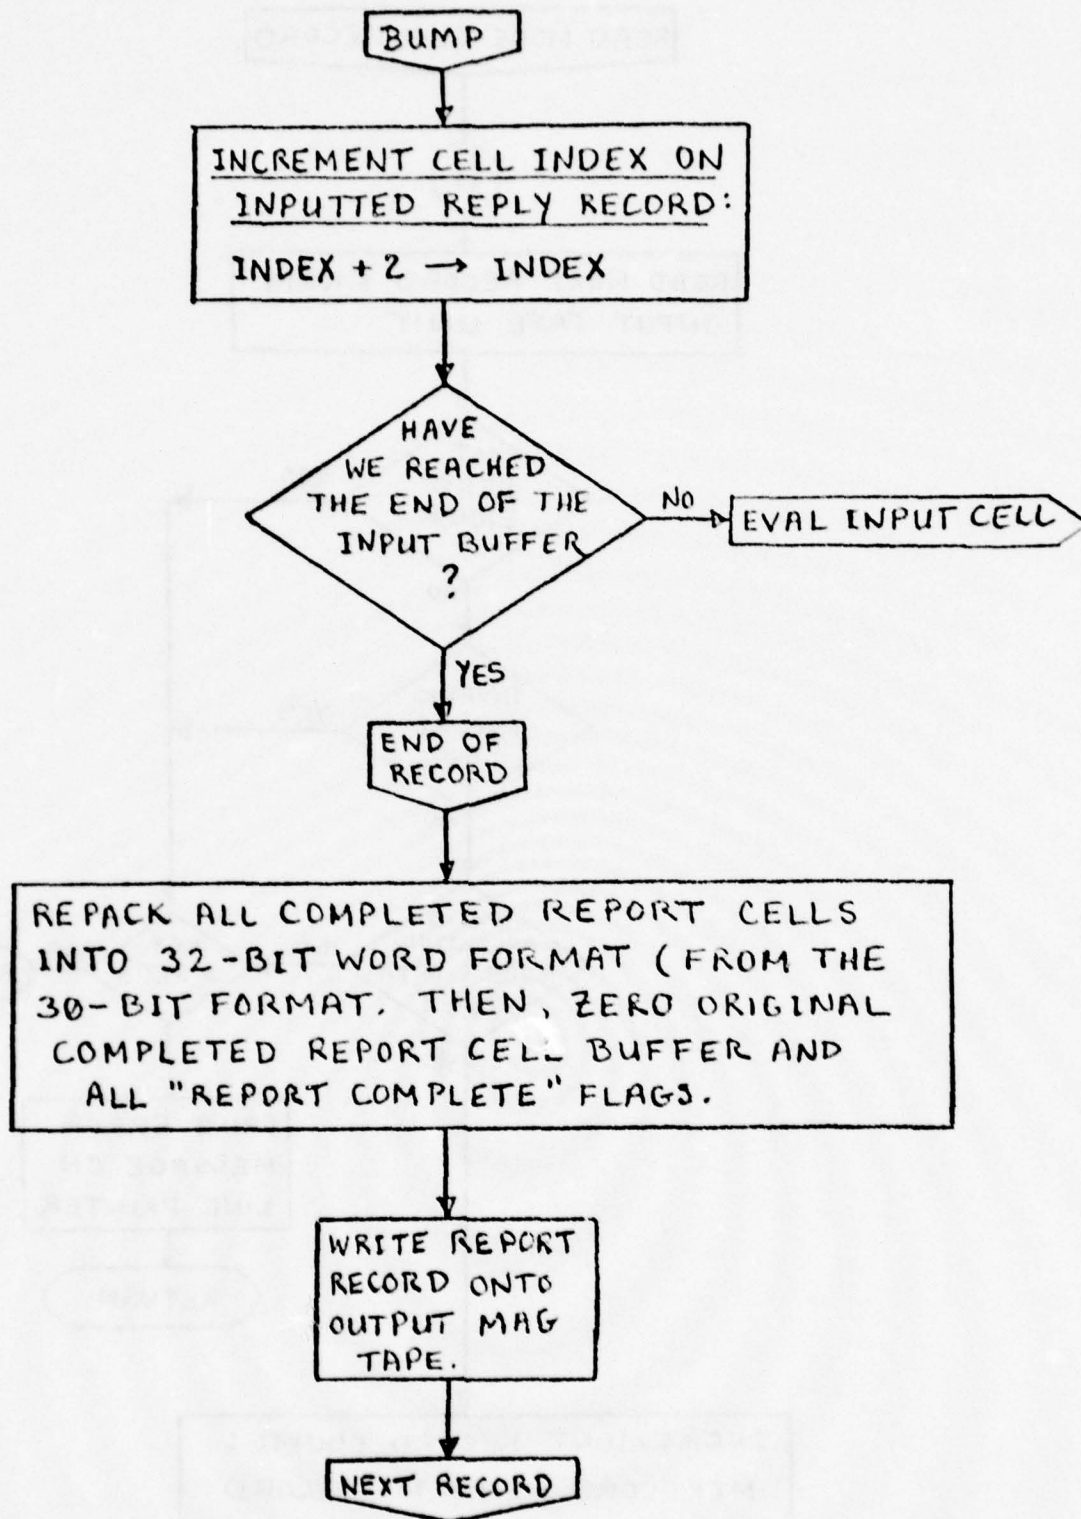 BUMP
INCREMENT CELL INDEX ON
INPUTTED REPLY RECORD:
INDEX + 2 → INDEX
HAVE
WE REACHED
THE END OF THE
INPUT BUFFER
?
NO
EVAL INPUT CELL
YES
END OF
RECORD
REPACK ALL COMPLETED REPORT CELLS
INTO 32-BIT WORD FORMAT (FROM THE
30-BIT FORMAT. THEN, ZERO ORIGINAL
COMPLETED REPORT CELL BUFFER AND
ALL "REPORT COMPLETE" FLAGS.
WRITE REPORT
RECORD ONTO
OUTPUT MAG
TAPE.
NEXT RECORD